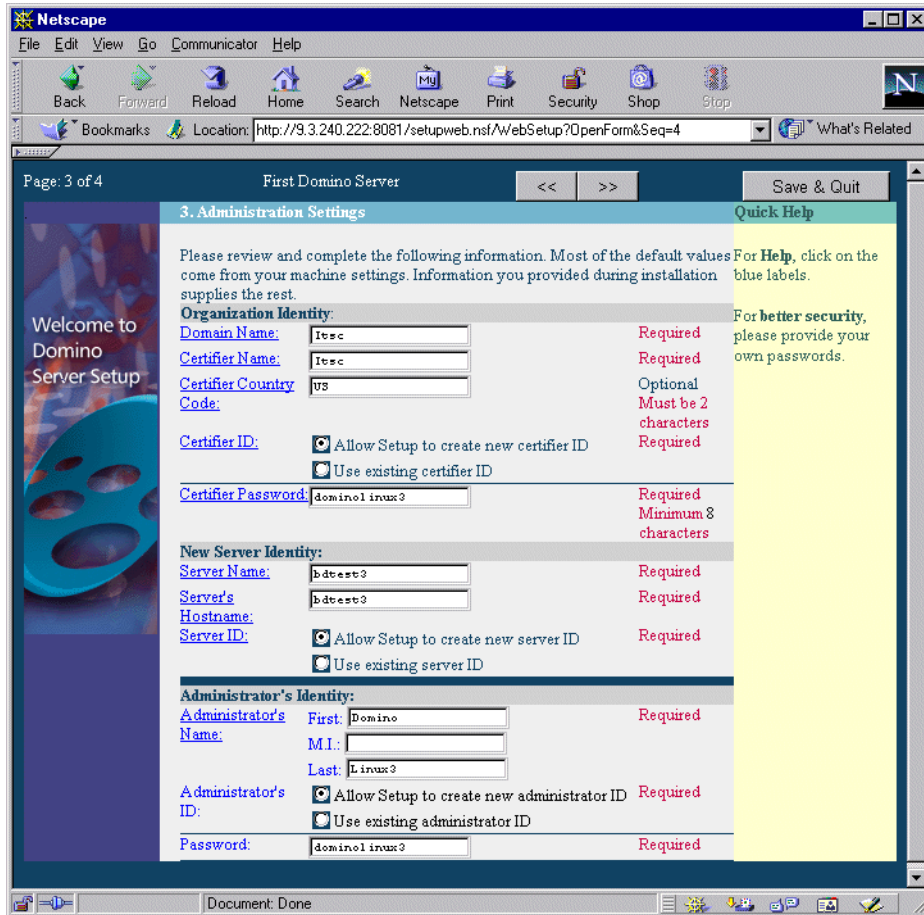 Netscape
File Edit View Go Communicator Help
Back Forward Reload Home Search Netscape Print Security Shop Stop
My
N
Bookmarks Location: http://9.3.240.222:8081/setupweb.nsf/WebSetup?OpenForm&Seq=4 What's Related
Page: 3 of 4 First Domino Server << >> Save & Quit
3. Administration Settings
Quick Help
Please review and complete the following information. Most of the default values
come from your machine settings. Information you provided during installation
supplies the rest.
For Help, click on the
blue labels.
For better security,
please provide your
own passwords.
Welcome to
Domino
Server Setup
Organization Identity:
Domain Name: Itsc Required
Certifier Name: Itsc Required
Certifier Country US Optional
Code: Must be 2
characters
Certifier ID: Allow Setup to create new certifier ID Required
Use existing certifier ID
Certifier Password: dominolinux3 Required
Minimum 8
characters
New Server Identity:
Server Name: bdtest3 Required
Server's bdtest3 Required
Hostname:
Server ID: Allow Setup to create new server ID Required
Use existing server ID
Administrator's Identity:
Administrator's First: Domino Required
Name:
M.I.:
Last: Linux3
Administrator's Allow Setup to create new administrator ID Required
ID:
Use existing administrator ID
Password: dominolinux3 Required
Document: Done